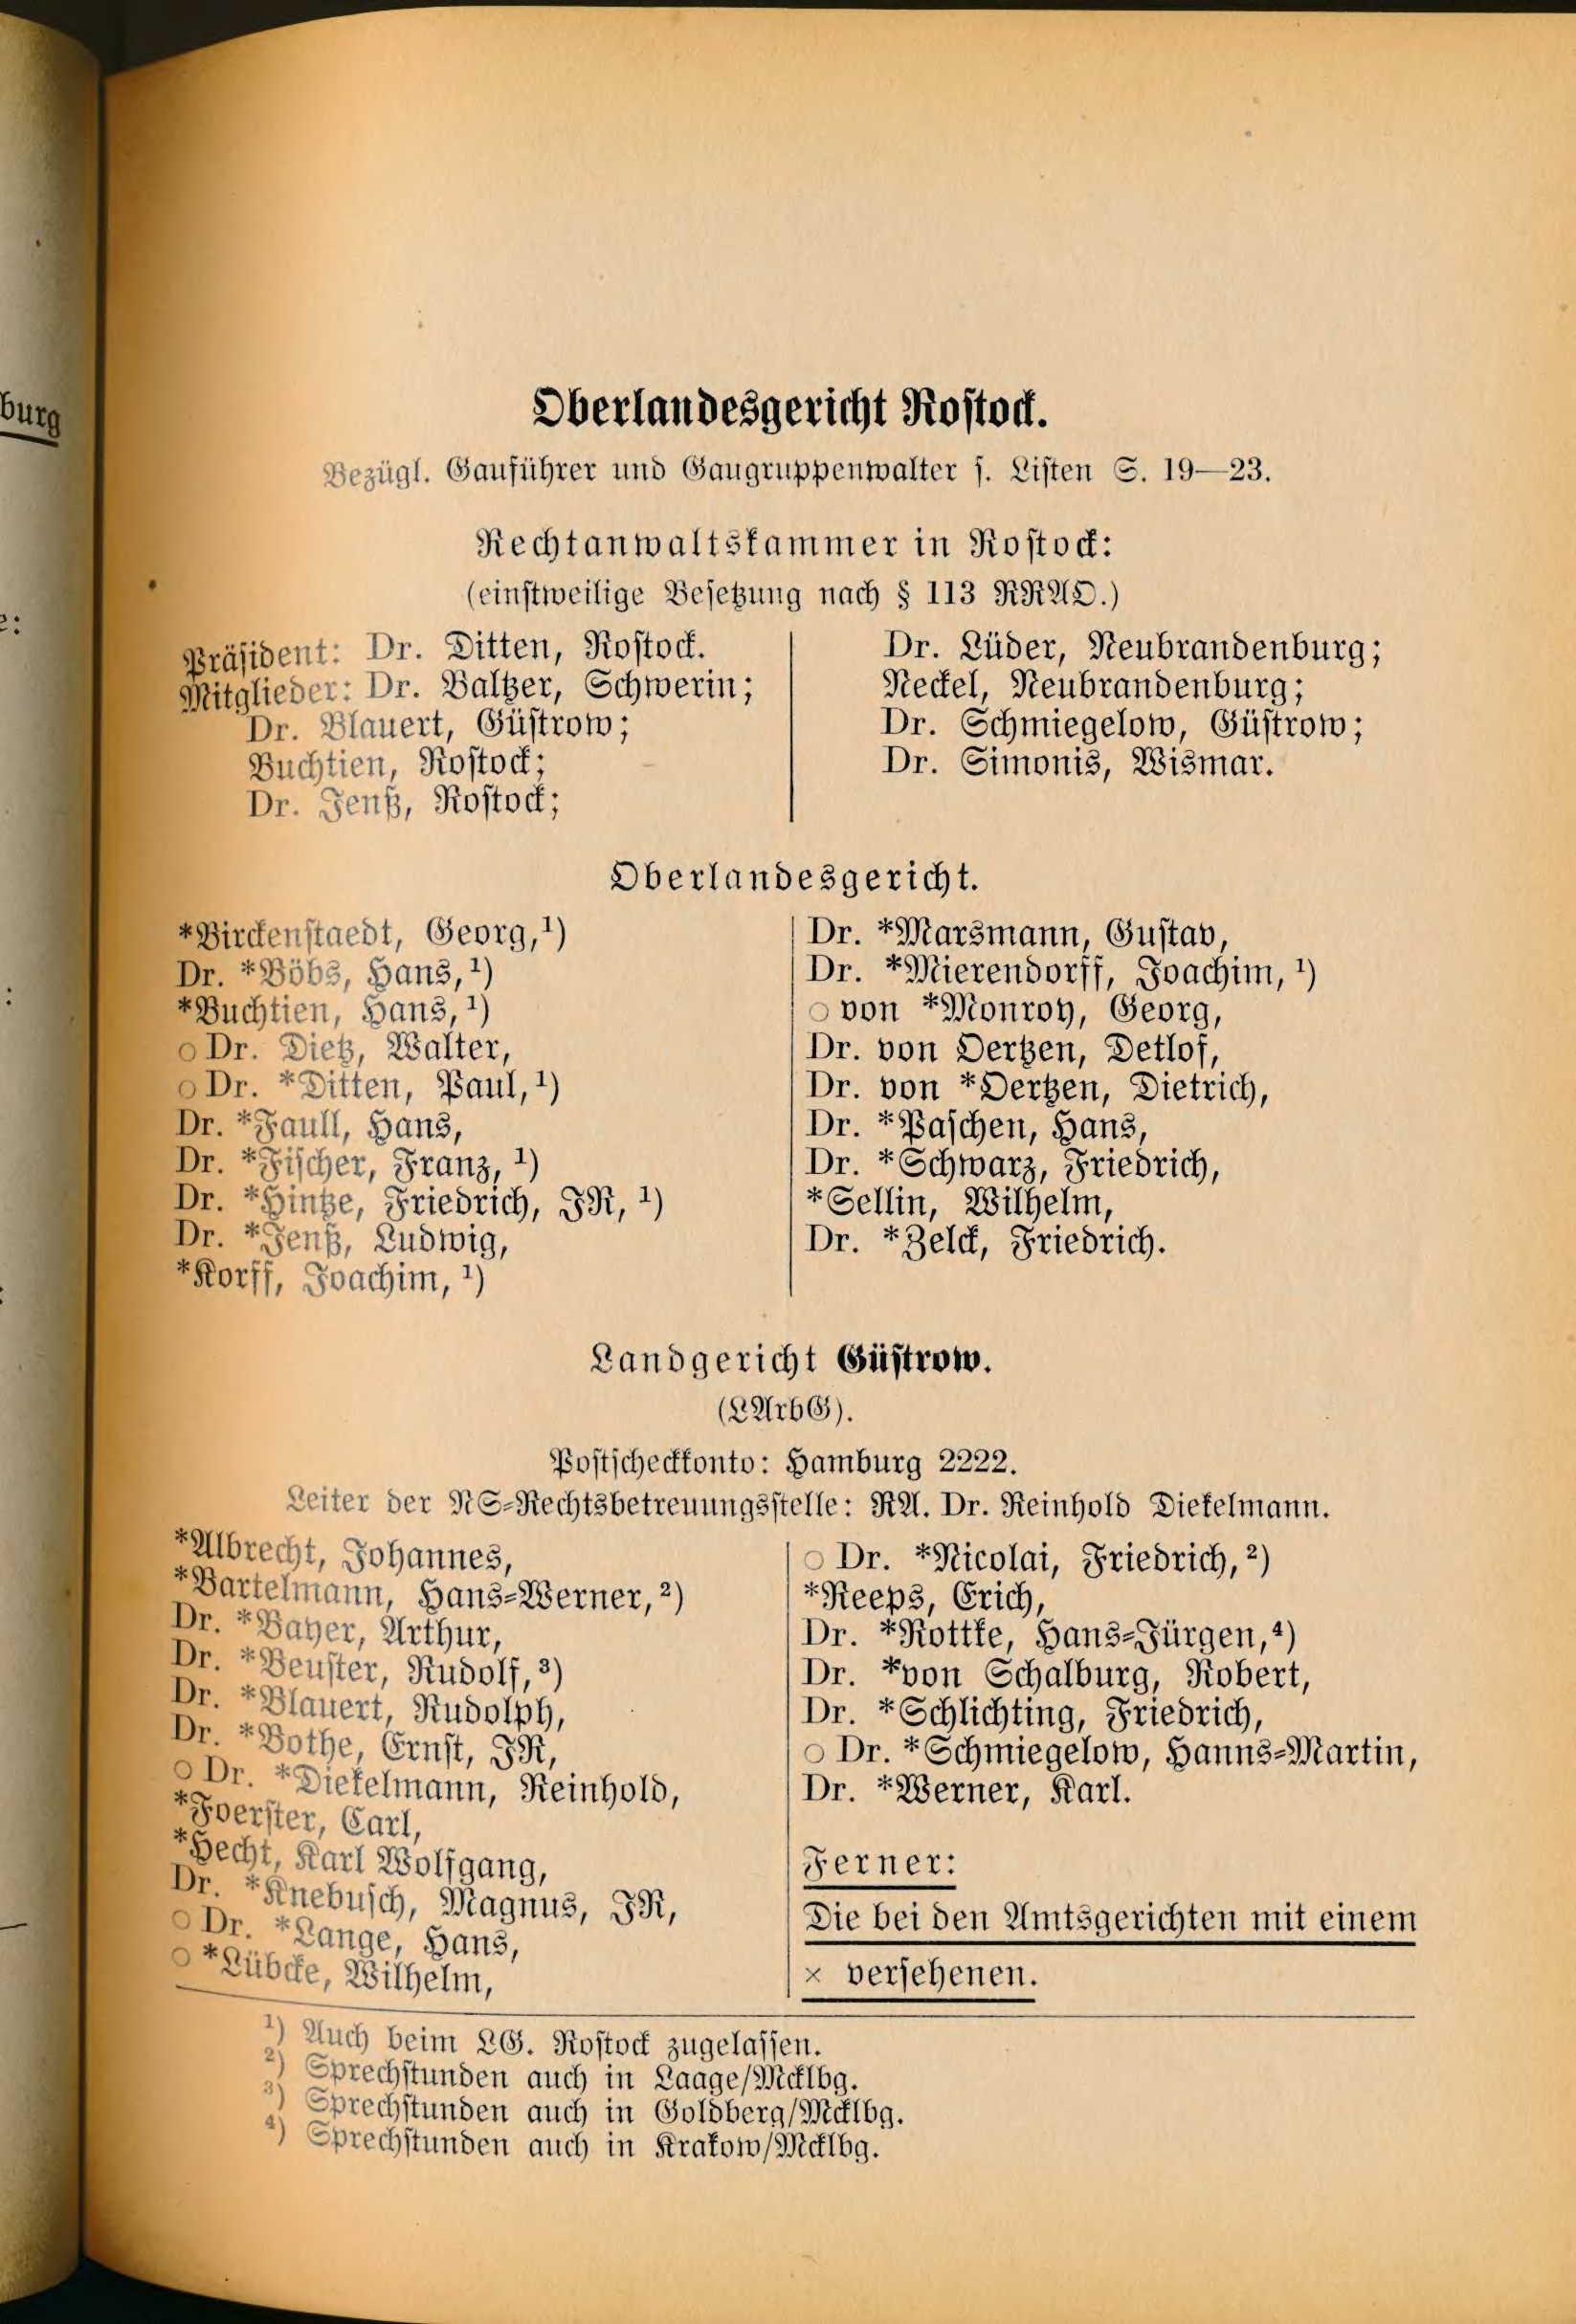 burg
e:
:
:
—
Oberlandesgericht Rostock.
Bezügl. Gauführer und Gaugruppenwalter s. Listen S. 19—23.
Rechtanwaltskammer in Rostock:
(einstweilige Besetzung nach § 113 RRAO.)
Präsident: Dr. Ditten, Rostock.
Mitglieder: Dr. Baltzer, Schwerin;
Dr. Blauert, Güstrow;
Buchtien, Rostock;
Dr. Jenß, Rostock;
Dr. Lüder, Neubrandenburg;
Neckel, Neubrandenburg;
Dr. Schmiegelow, Güstrow;
Dr. Simonis, Wismar.
Oberlandesgericht.
*Birckenstaedt, Georg,¹)
Dr. *Böbs, Hans,¹)
*Buchtien, Hans,¹)
○ Dr. Dietz, Walter,
○ Dr. *Ditten, Paul,¹)
Dr. *Faull, Hans,
Dr. *Fischer, Franz,¹)
Dr. *Hintze, Friedrich, JR,¹)
Dr. *Jenß, Ludwig,
*Korff, Joachim,¹)
Dr. *Marsmann, Gustav,
Dr. *Mierendorff, Joachim,¹)
○ von *Monroy, Georg,
Dr. von Oertzen, Detlof,
Dr. von *Oertzen, Dietrich,
Dr. *Paschen, Hans,
Dr. *Schwarz, Friedrich,
*Sellin, Wilhelm,
Dr. *Zelck, Friedrich.
Landgericht Güstrow.
(LArbG).
Postscheckkonto: Hamburg 2222.
Leiter der NS-Rechtsbetreuungsstelle: RA. Dr. Reinhold Diekelmann.
*Albrecht, Johannes,
*Bartelmann, Hans-Werner,²)
Dr. *Bayer, Arthur,
Dr. *Beuster, Rudolf,³)
Dr. *Blauert, Rudolph,
Dr. *Bothe, Ernst, JR,
○ Dr. *Diekelmann, Reinhold,
*Foerster, Carl,
*Hecht, Karl Wolfgang,
Dr. *Knebusch, Magnus, JR,
○ Dr. *Lange, Hans,
○ *Lübcke, Wilhelm,
○ Dr. *Nicolai, Friedrich,²)
*Reeps, Erich,
Dr. *Rottke, Hans-Jürgen,⁴)
Dr. *von Schalburg, Robert,
Dr. *Schlichting, Friedrich,
○ Dr. *Schmiegelow, Hanns-Martin,
Dr. *Werner, Karl.
Ferner:
Die bei den Amtsgerichten mit einem
× versehenen.
¹) Auch beim LG. Rostock zugelassen.
²) Sprechstunden auch in Laage/Mcklbg.
³) Sprechstunden auch in Goldberg/Mcklbg.
⁴) Sprechstunden auch in Krakow/Mcklbg.